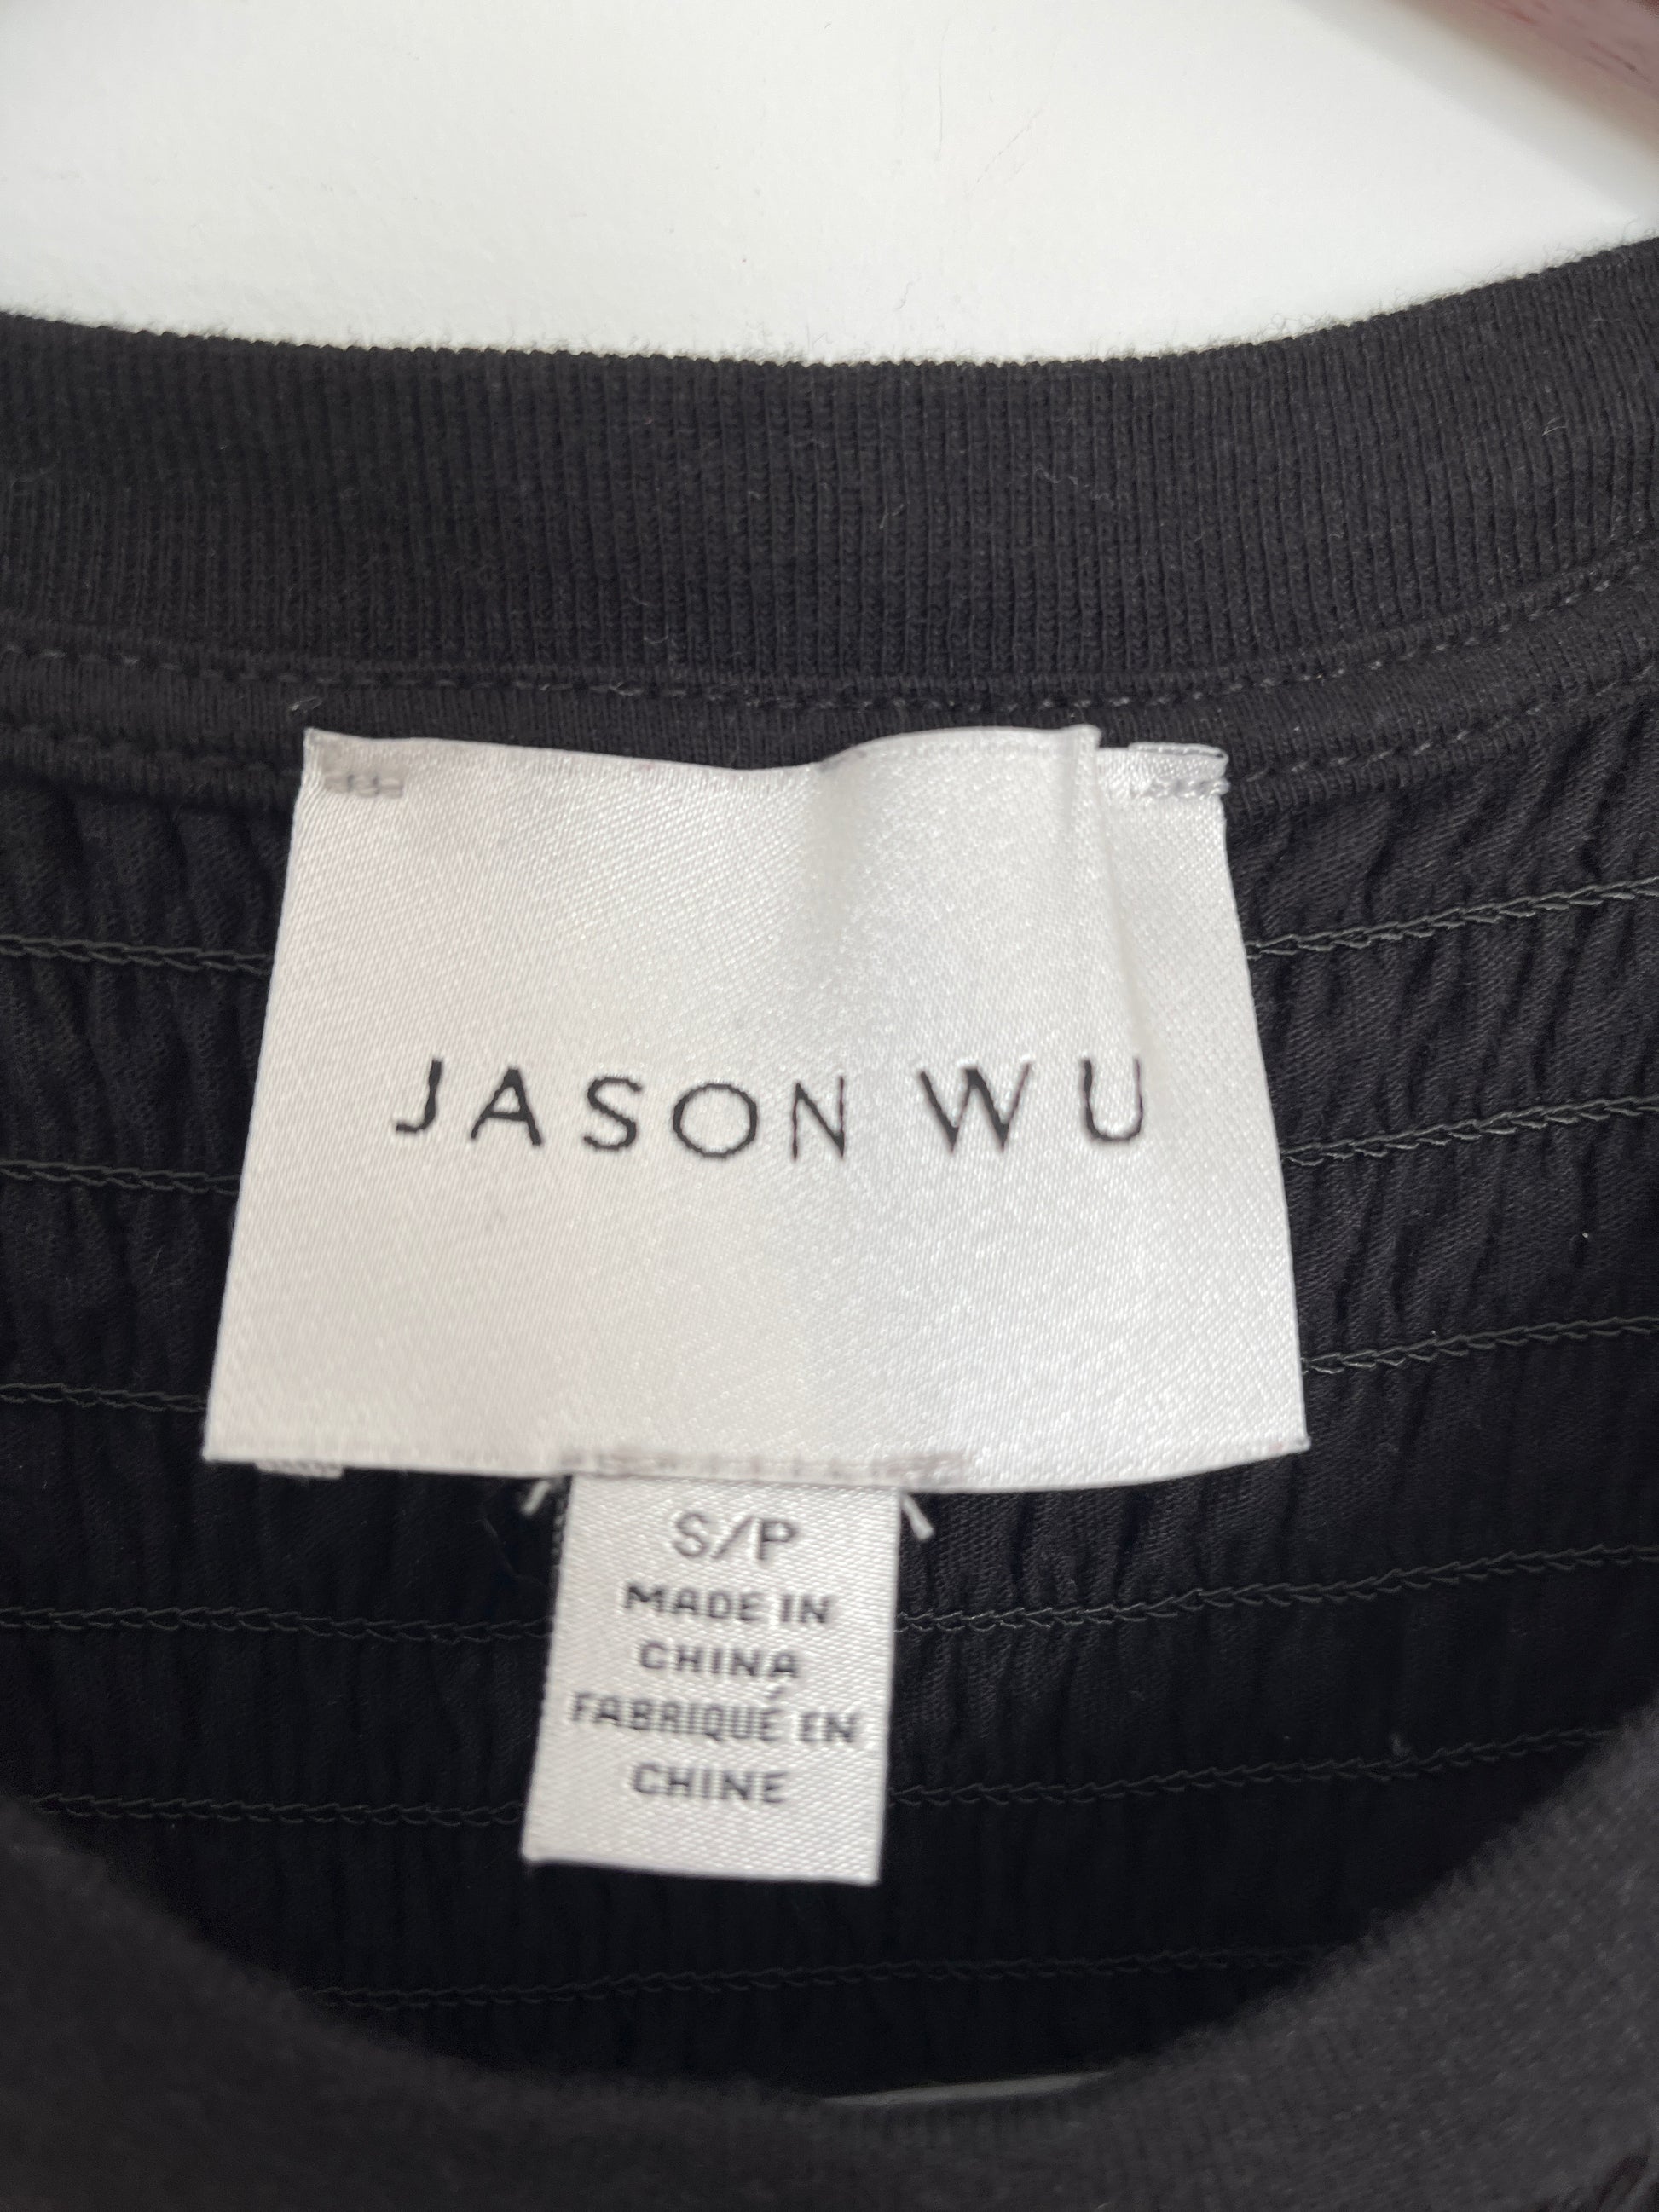 JASON WU
S/P
MADE IN
CHINA
FABRIQUÉ EN
CHINE